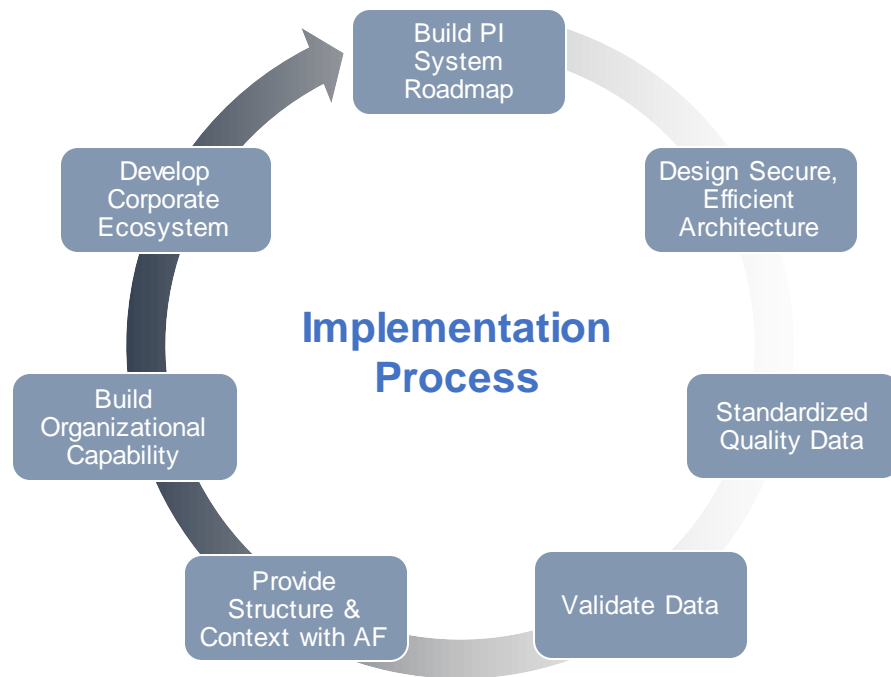 Build PI
System
Roadmap
Design Secure,
Efficient
Architecture
Standardized
Quality Data
Validate Data
Provide
Structure &
Context with AF
Build
Organizational
Capability
Develop
Corporate
Ecosystem
Implementation
Process